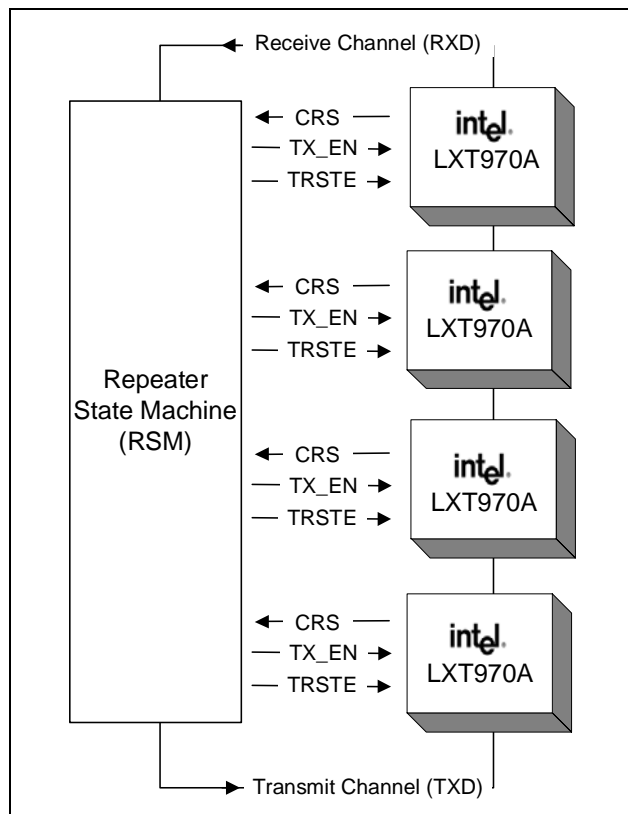 Receive Channel (RXD)
CRS
TX_EN
TRSTE
intel.
LXT970A
CRS
TX_EN
TRSTE
intel.
LXT970A
Repeater
State Machine
(RSM)
CRS
TX_EN
TRSTE
intel.
LXT970A
CRS
TX_EN
TRSTE
intel.
LXT970A
Transmit Channel (TXD)